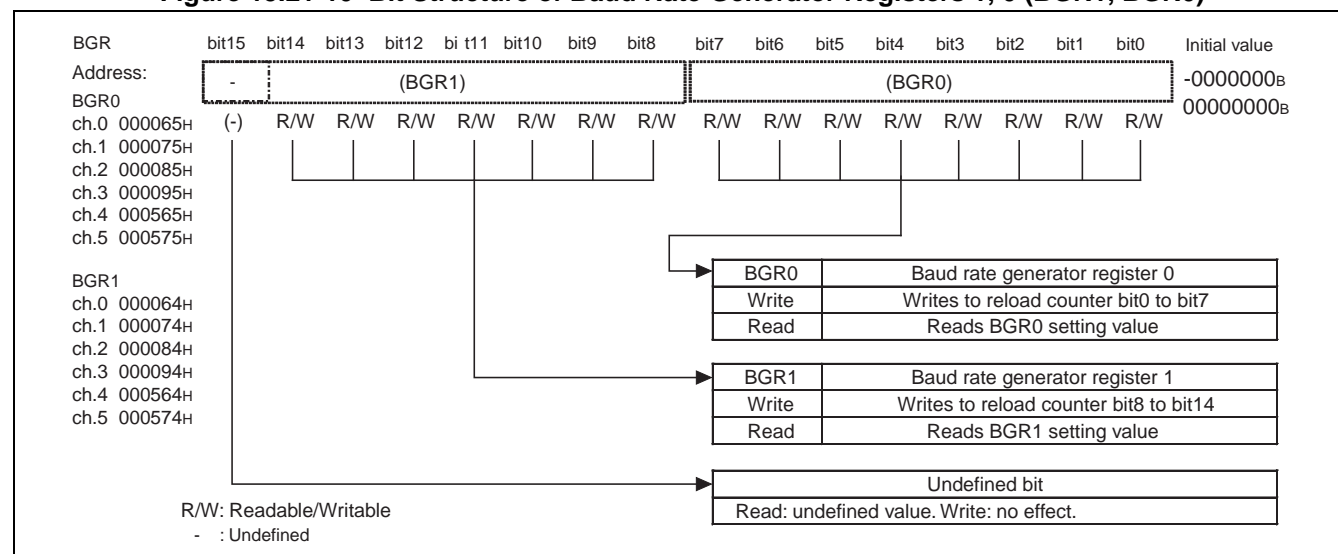 BGR bit15 bit14 bit13 bit12 bi t11 bit10 bit9 bit8 bit7 bit6 bit5 bit4 bit3 bit2 bit1 bit0 Initial value
Address: - (BGR1) (BGR0) -0000000B
00000000B
BGR0 (-) R/W R/W R/W R/W R/W R/W R/W R/W R/W R/W R/W R/W R/W R/W R/W
ch.0 000065H
ch.1 000075H
ch.2 000085H
ch.3 000095H
ch.4 000565H
ch.5 000575H
BGR1
ch.0 000064H
ch.1 000074H
ch.2 000084H
ch.3 000094H
ch.4 000564H
ch.5 000574H
BGR0 Baud rate generator register 0
Write Writes to reload counter bit0 to bit7
Read Reads BGR0 setting value
BGR1 Baud rate generator register 1
Write Writes to reload counter bit8 to bit14
Read Reads BGR1 setting value
Undefined bit
Read: undefined value. Write: no effect.
R/W: Readable/Writable
- : Undefined